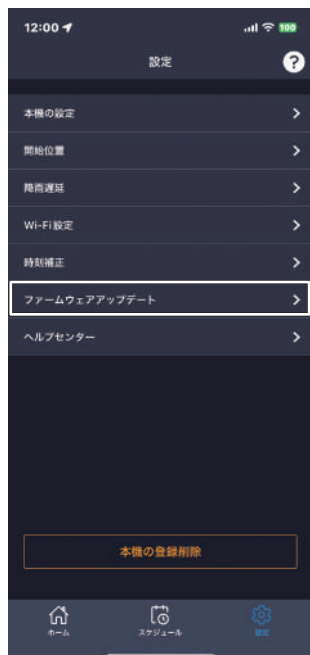 12:00
100
設定
?
本機の設定
開始位置
降雨遅延
Wi-Fi設定
時刻補正
ファームウェアアップデート
ヘルプセンター
本機の登録削除
ホーム
スケジュール
設定